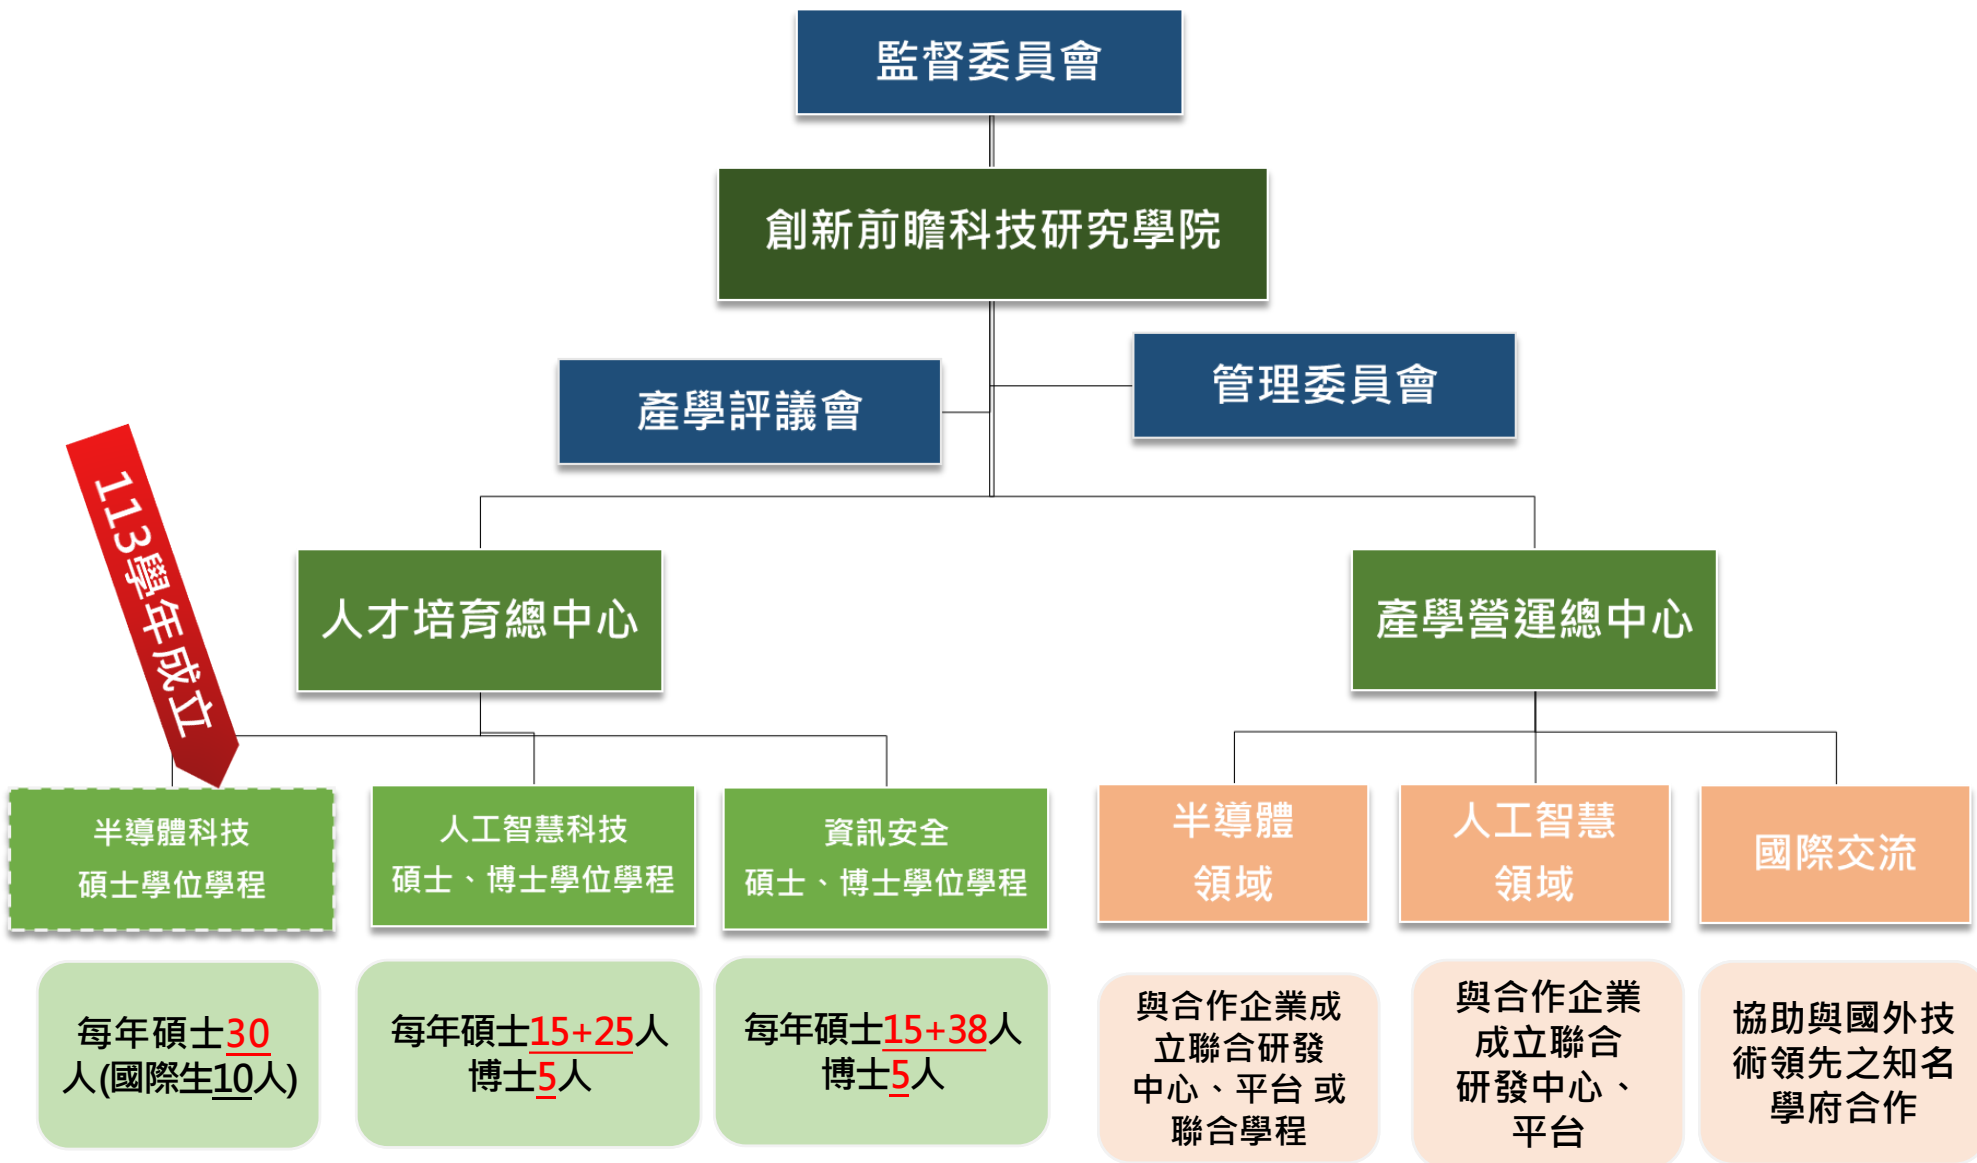 監督委員會
創新前瞻科技研究學院
管理委員會
產學評議會
113學年成立
人才培育總中心
產學營運總中心
半導體科技
碩士學位學程
人工智慧科技
碩士、博士學位學程
資訊安全
碩士、博士學位學程
半導體
領域
人工智慧
領域
國際交流
每年碩士30
人(國際生10人)
每年碩士15+25人
博士5人
每年碩士15+38人
博士5人
與合作企業成
立聯合研發
中心、平台 或
聯合學程
與合作企業
成立聯合
研發中心、
平台
協助與國外技
術領先之知名
學府合作